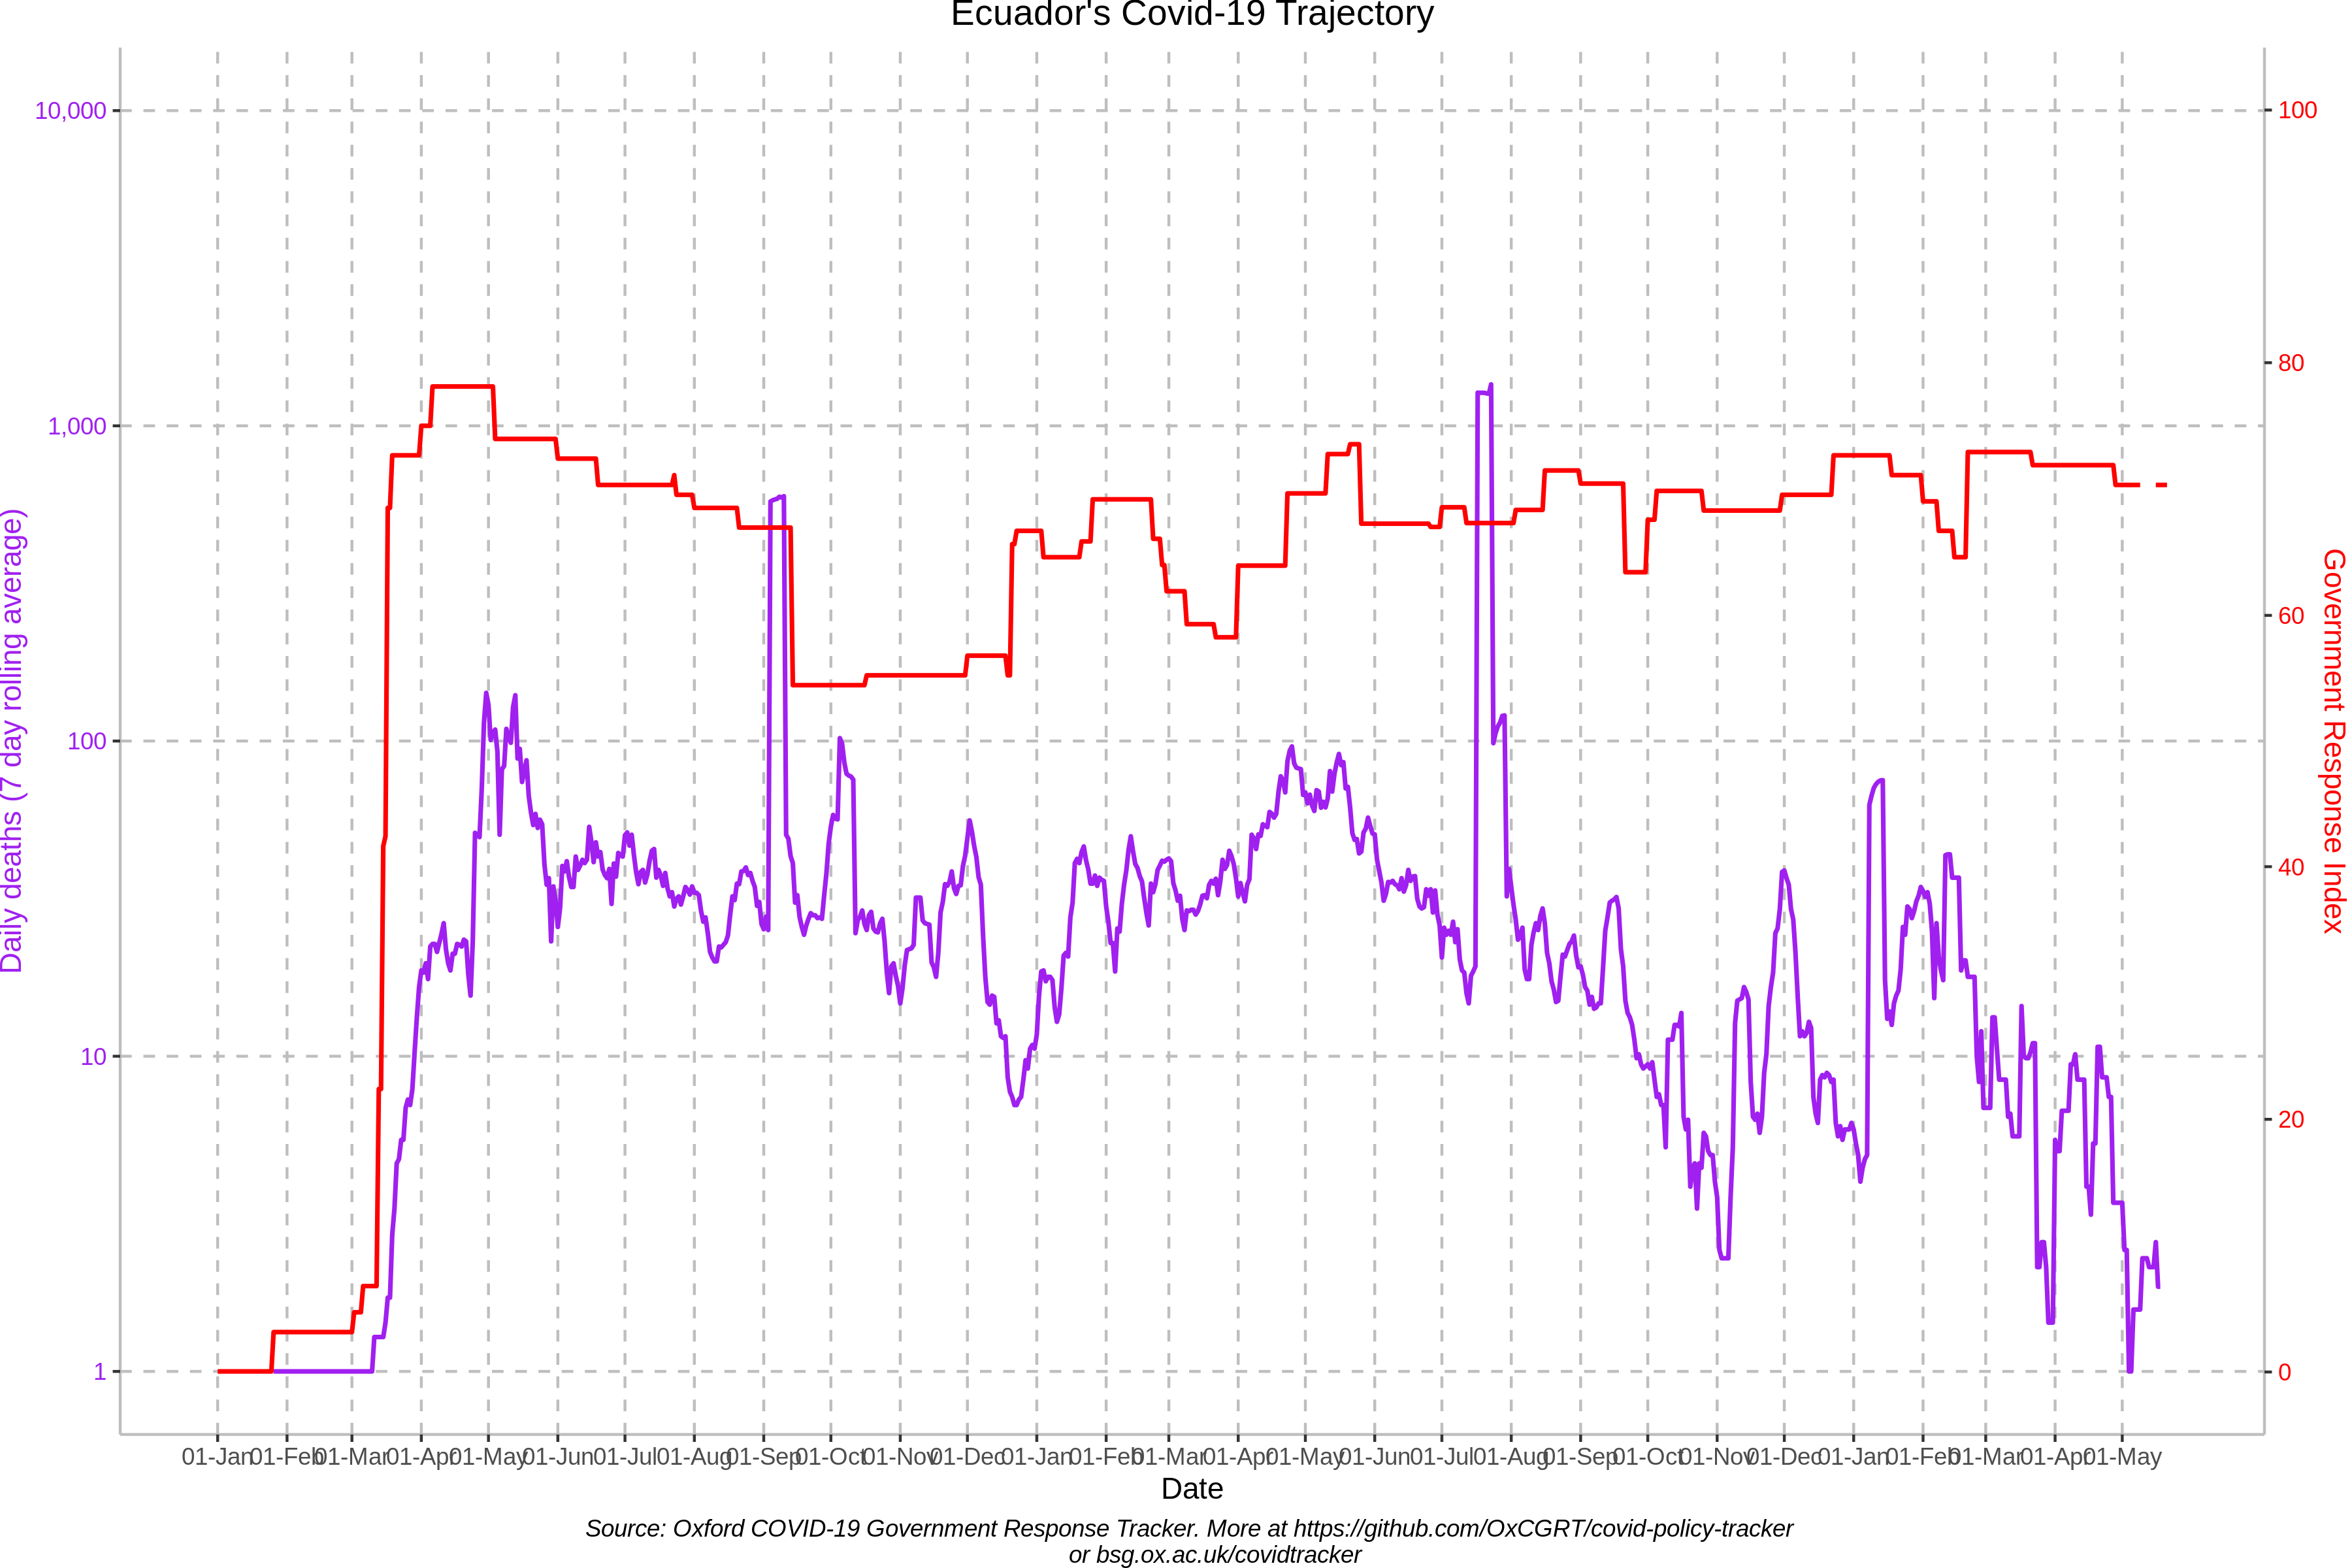 Ecuador's Covid-19 Trajectory
10,000
1,000
100
10
1
Daily deaths (7 day rolling average)
100
80
60
40
20
0
Government Response Index
01-Jan 01-Feb 01-Mar 01-Apr 01-May 01-Jun 01-Jul 01-Aug 01-Sep 01-Oct 01-Nov 01-Dec 01-Jan 01-Feb 01-Mar 01-Apr 01-May 01-Jun 01-Jul 01-Aug 01-Sep 01-Oct 01-Nov 01-Dec 01-Jan 01-Feb 01-Mar 01-Apr 01-May
Date
Source: Oxford COVID-19 Government Response Tracker. More at https://github.com/OxCGRT/covid-policy-tracker
or bsg.ox.ac.uk/covidtracker